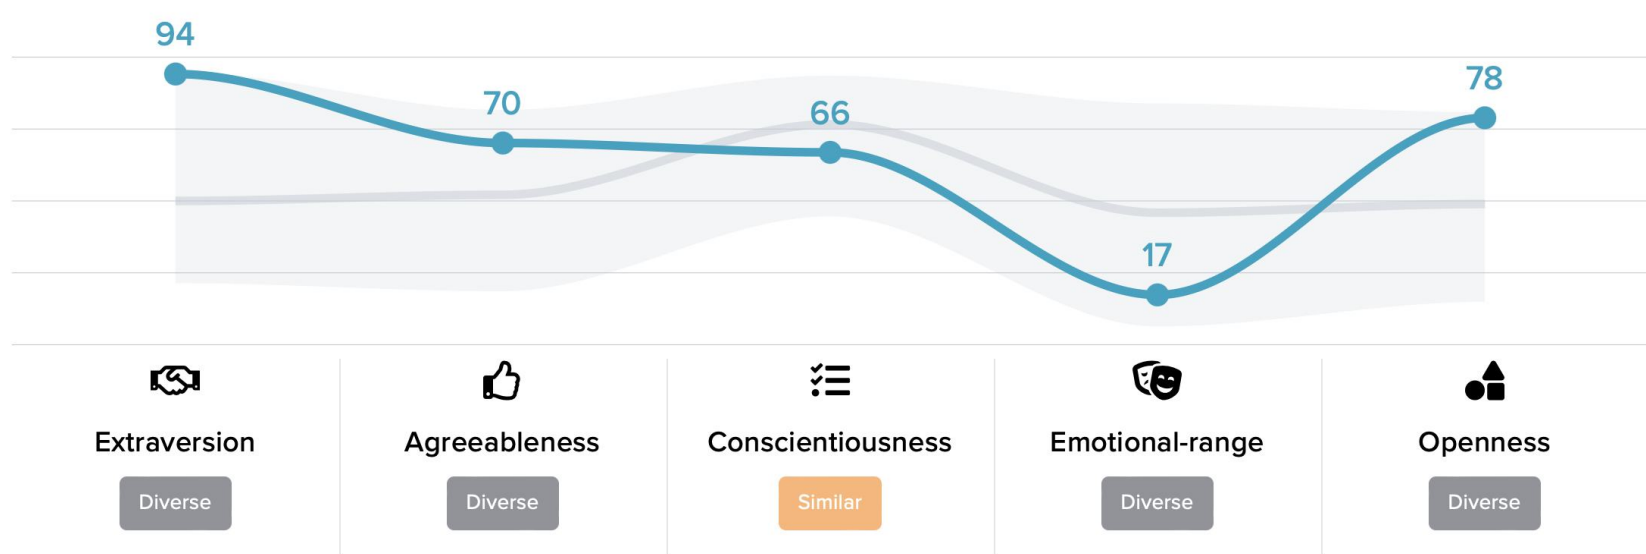 94
70
66
17
78
Extraversion
Agreeableness
Conscientiousness
Emotional-range
Openness
Diverse
Diverse
Similar
Diverse
Diverse